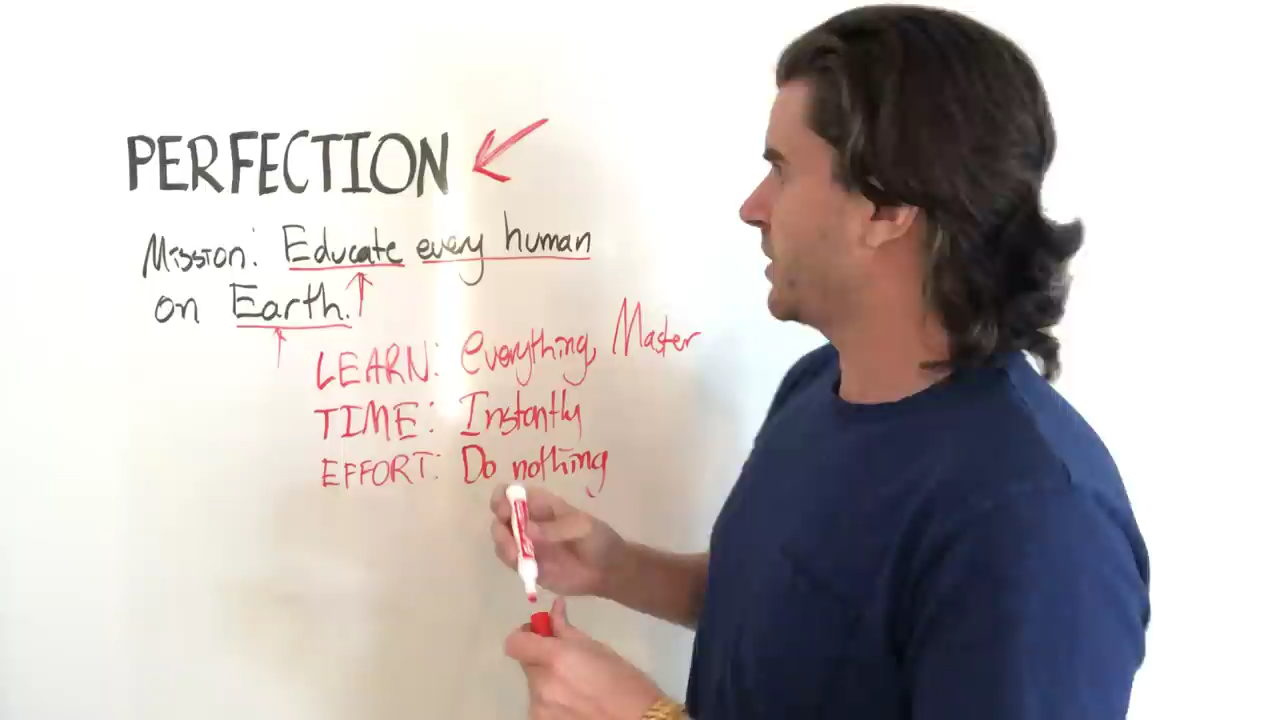 PERFECTION
Mission: Educate every human
on Earth.
LEARN: everything, Master
TIME: Instantly
EFFORT: Do nothing